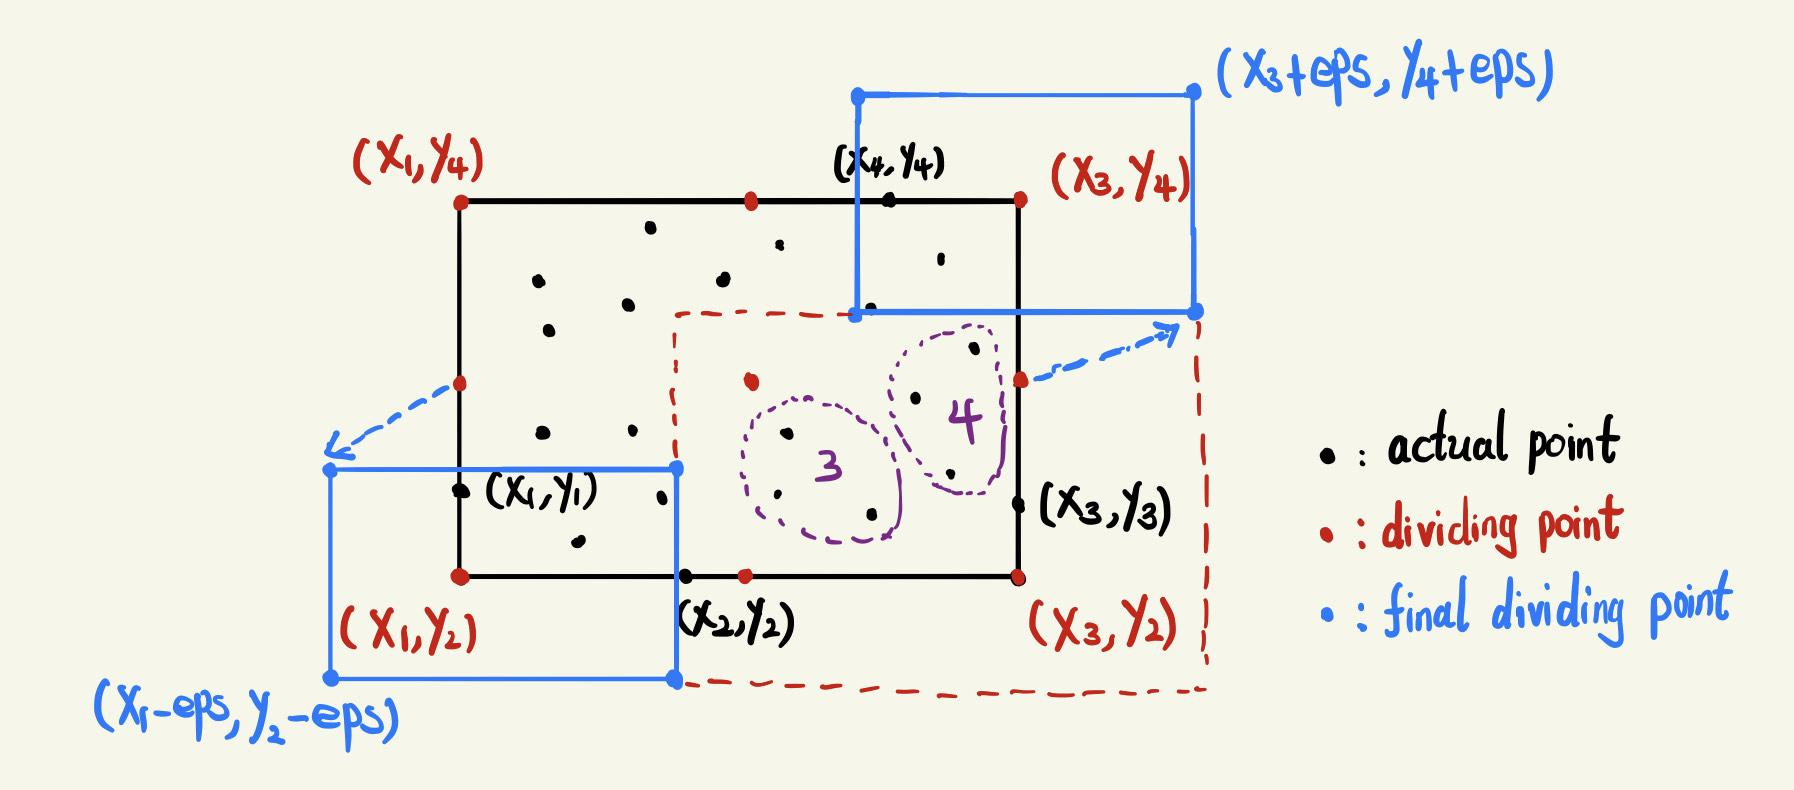 (X₃+eps, Y₄+eps)
(X₁, Y₄)
(X₄, Y₄)
(X₃, Y₄)
4
3
(X₁, Y₁)
(X₃, Y₃)
: actual point
: dividing point
: final dividing point
(X₁, Y₂)
(X₂, Y₂)
(X₃, Y₂)
(X₁-eps, Y₂-eps)